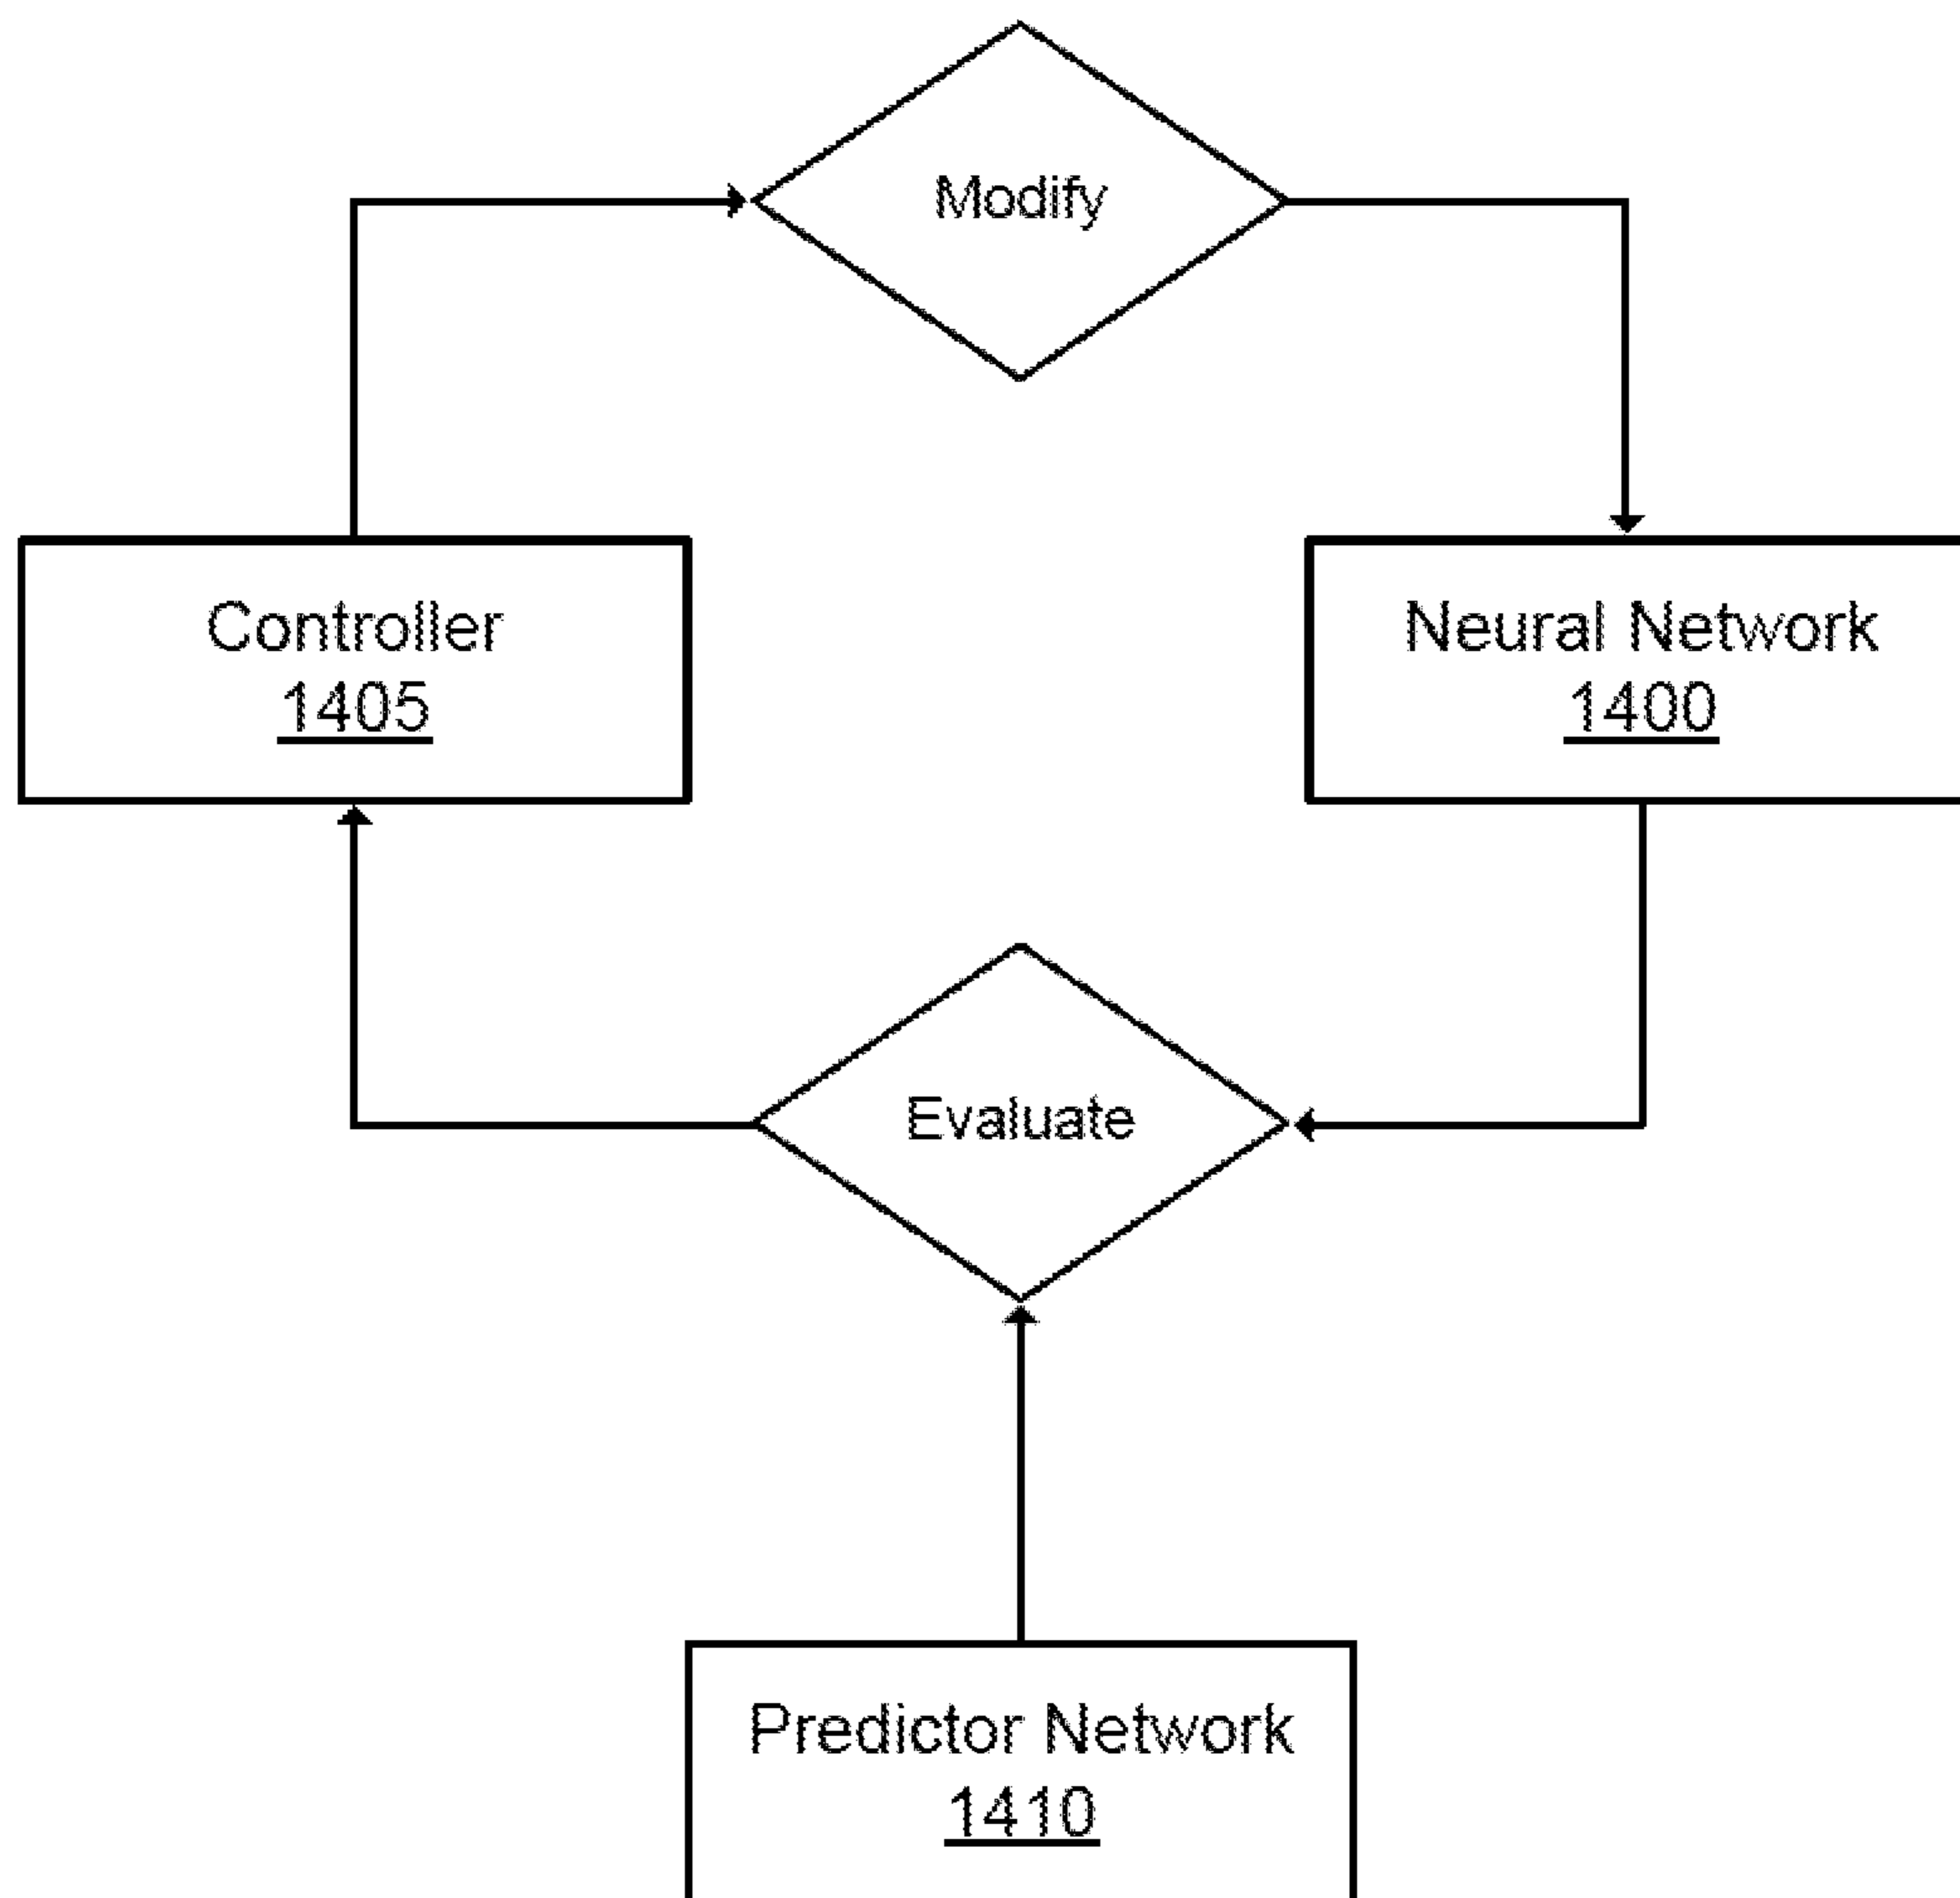 Modify
Controller
1405
Neural Network
1400
Evaluate
Predictor Network
1410